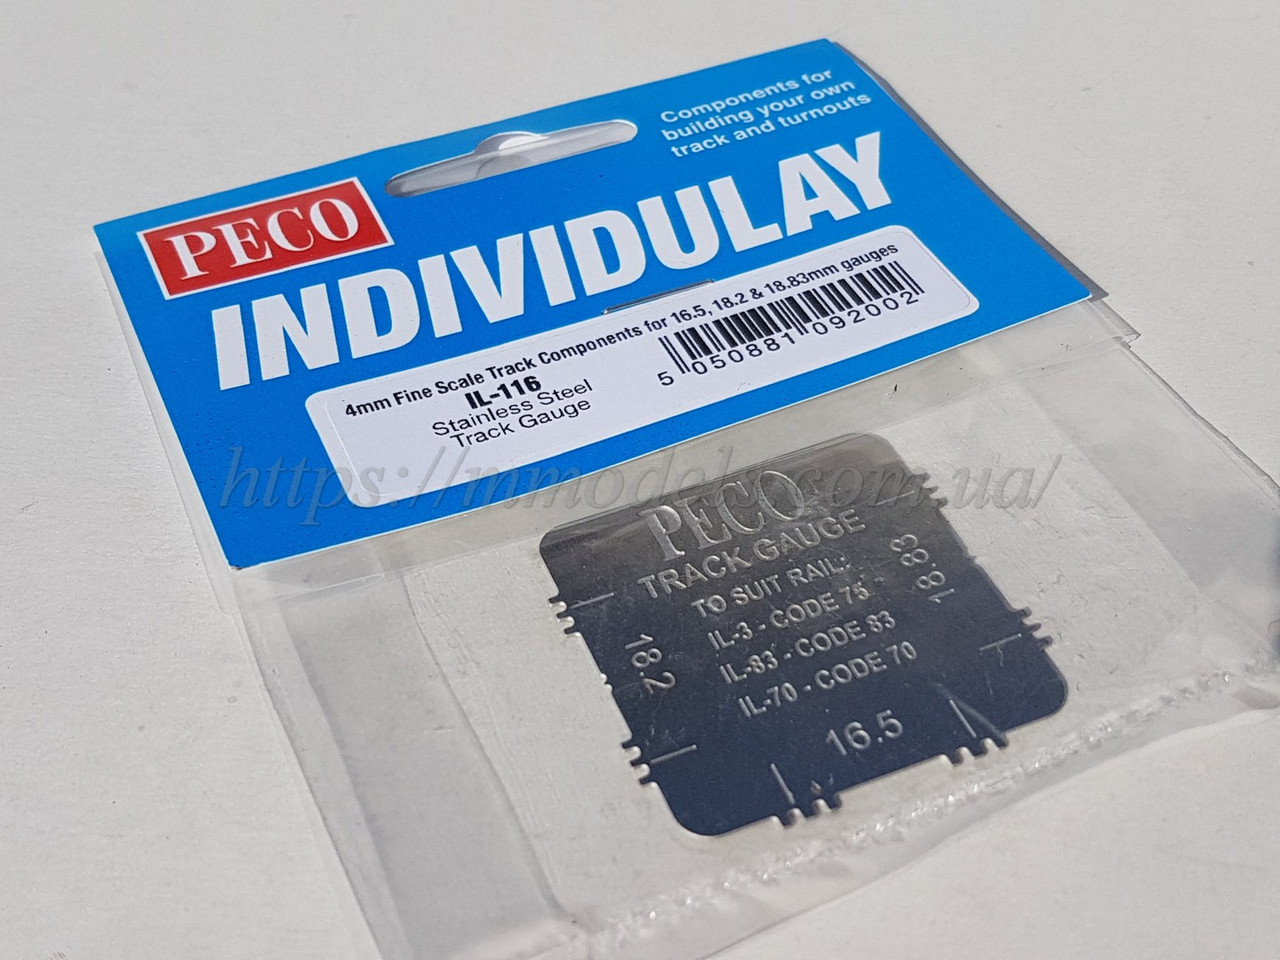 Components for
building your own
track and turnouts
PECO
INDIVIDULAY
4mm Fine Scale Track Components for 16.5, 18.2 & 18.83mm gauges
IL-116
Stainless Steel
Track Gauge
5 050881 092002
https://mmodels.com.ua/
PECO
TRACK GAUGE
TO SUIT RAIL:
IL-3 - CODE 75
IL-83 - CODE 83
IL-70 - CODE 70
18.2
18.83
16.5